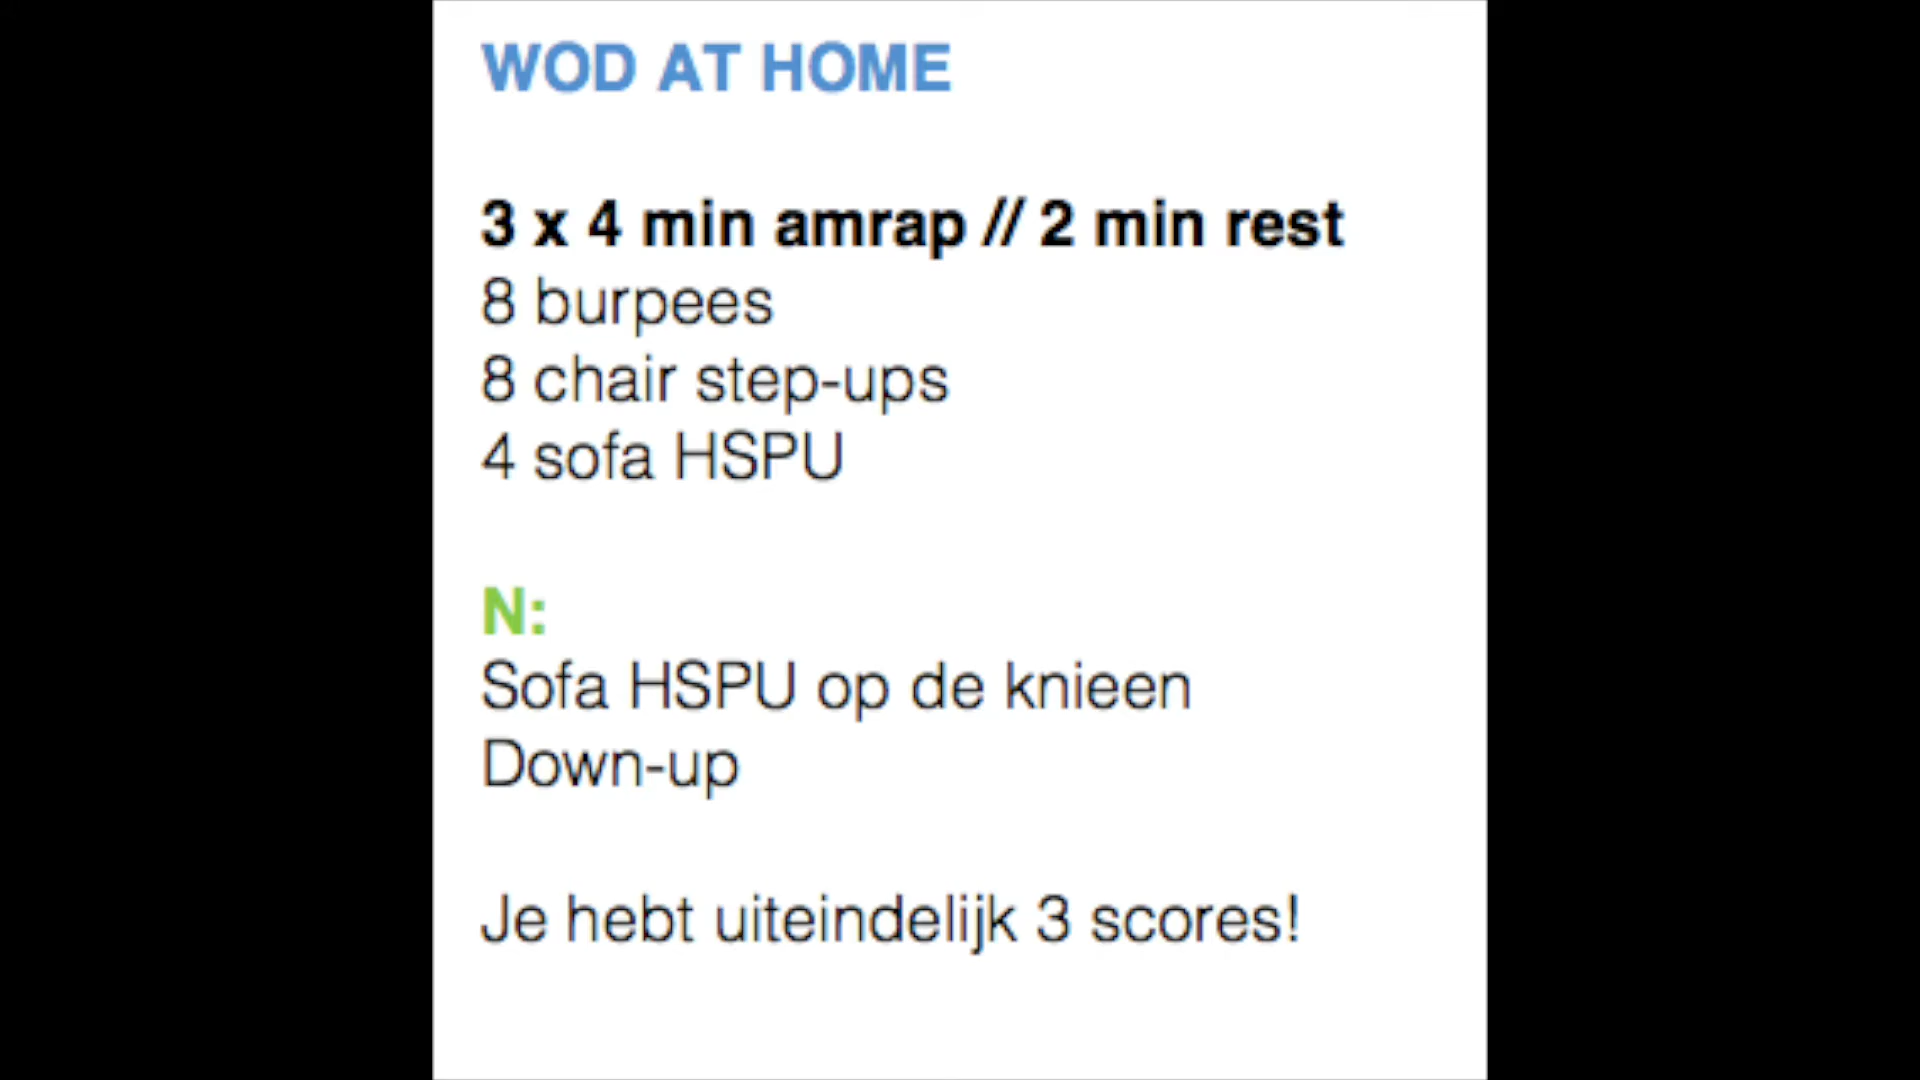 WOD AT HOME
3 x 4 min amrap // 2 min rest
8 burpees
8 chair step-ups
4 sofa HSPU
N:
Sofa HSPU op de knieen
Down-up
Je hebt uiteindelijk 3 scores!